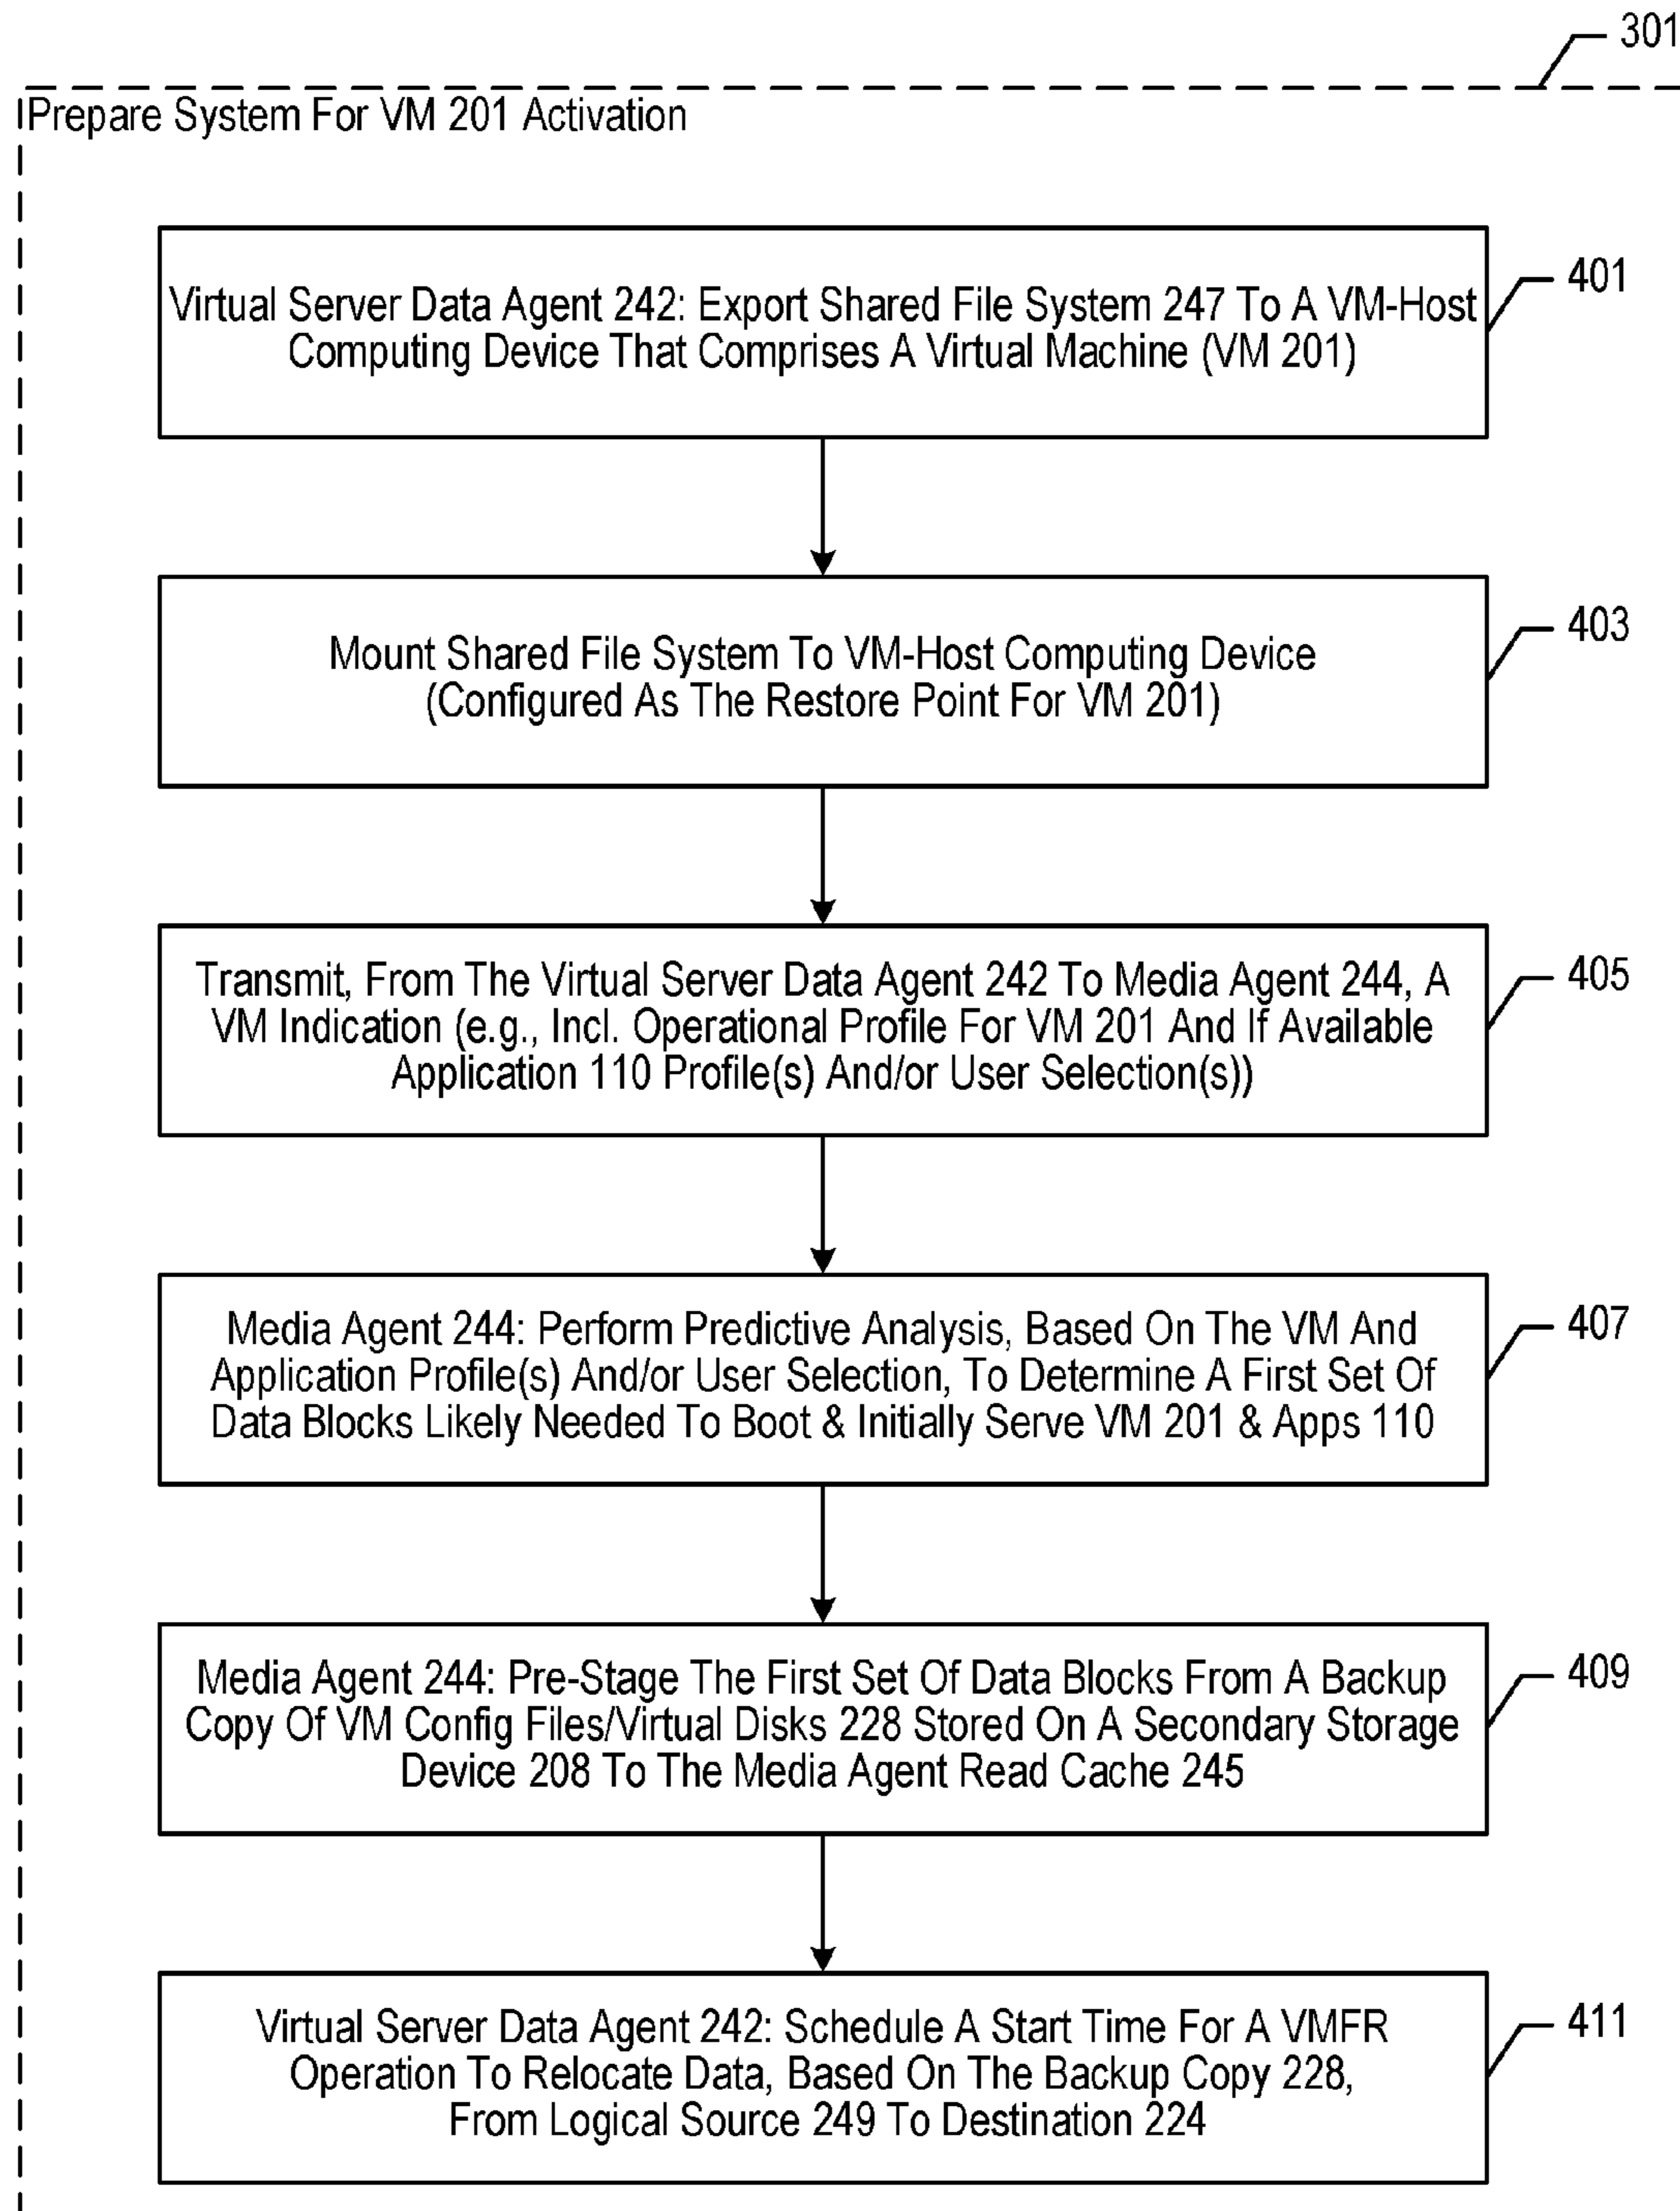 301
Prepare System For VM 201 Activation
Virtual Server Data Agent 242: Export Shared File System 247 To A VM-Host
Computing Device That Comprises A Virtual Machine (VM 201)
401
Mount Shared File System To VM-Host Computing Device
(Configured As The Restore Point For VM 201)
403
Transmit, From The Virtual Server Data Agent 242 To Media Agent 244, A
VM Indication (e.g., Incl. Operational Profile For VM 201 And If Available
Application 110 Profile(s) And/or User Selection(s))
405
Media Agent 244: Perform Predictive Analysis, Based On The VM And
Application Profile(s) And/or User Selection, To Determine A First Set Of
Data Blocks Likely Needed To Boot & Initially Serve VM 201 & Apps 110
407
Media Agent 244: Pre-Stage The First Set Of Data Blocks From A Backup
Copy Of VM Config Files/Virtual Disks 228 Stored On A Secondary Storage
Device 208 To The Media Agent Read Cache 245
409
Virtual Server Data Agent 242: Schedule A Start Time For A VMFR
Operation To Relocate Data, Based On The Backup Copy 228,
From Logical Source 249 To Destination 224
411